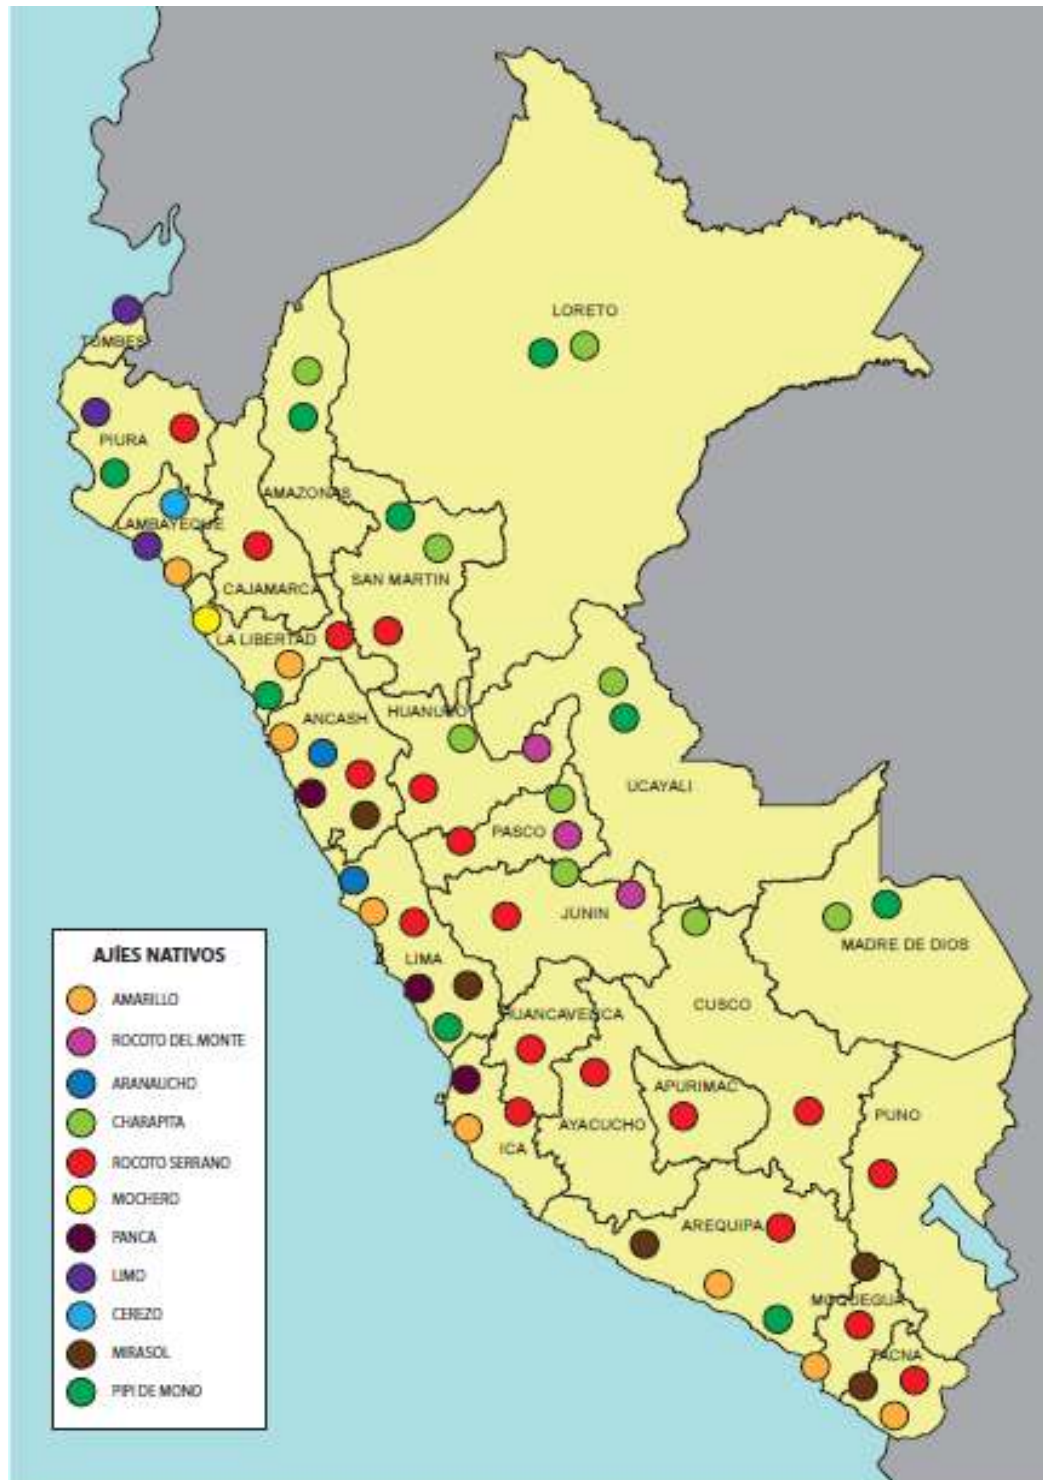 LORETO
TUMBES
PIURA
AMAZONAS
LAMBAYEQUE
CAJAMARCA
SAN MARTIN
LA LIBERTAD
HUANUCO
ANCASH
UCAYALI
PASCO
JUNIN
MADRE DE DIOS
LIMA
CUSCO
HUANCAVELICA
APURIMAC
PUNO
AYACUCHO
ICA
AREQUIPA
MOQUEGUA
TACNA
AJÍES NATIVOS
AMARILLO
ROCOTO DEL MONTE
ARANAUCHO
CHARAPITA
ROCOTO SERRANO
MOCHERO
PANCA
LIMO
CEREZO
MIRASOL
PIPI DE MONO